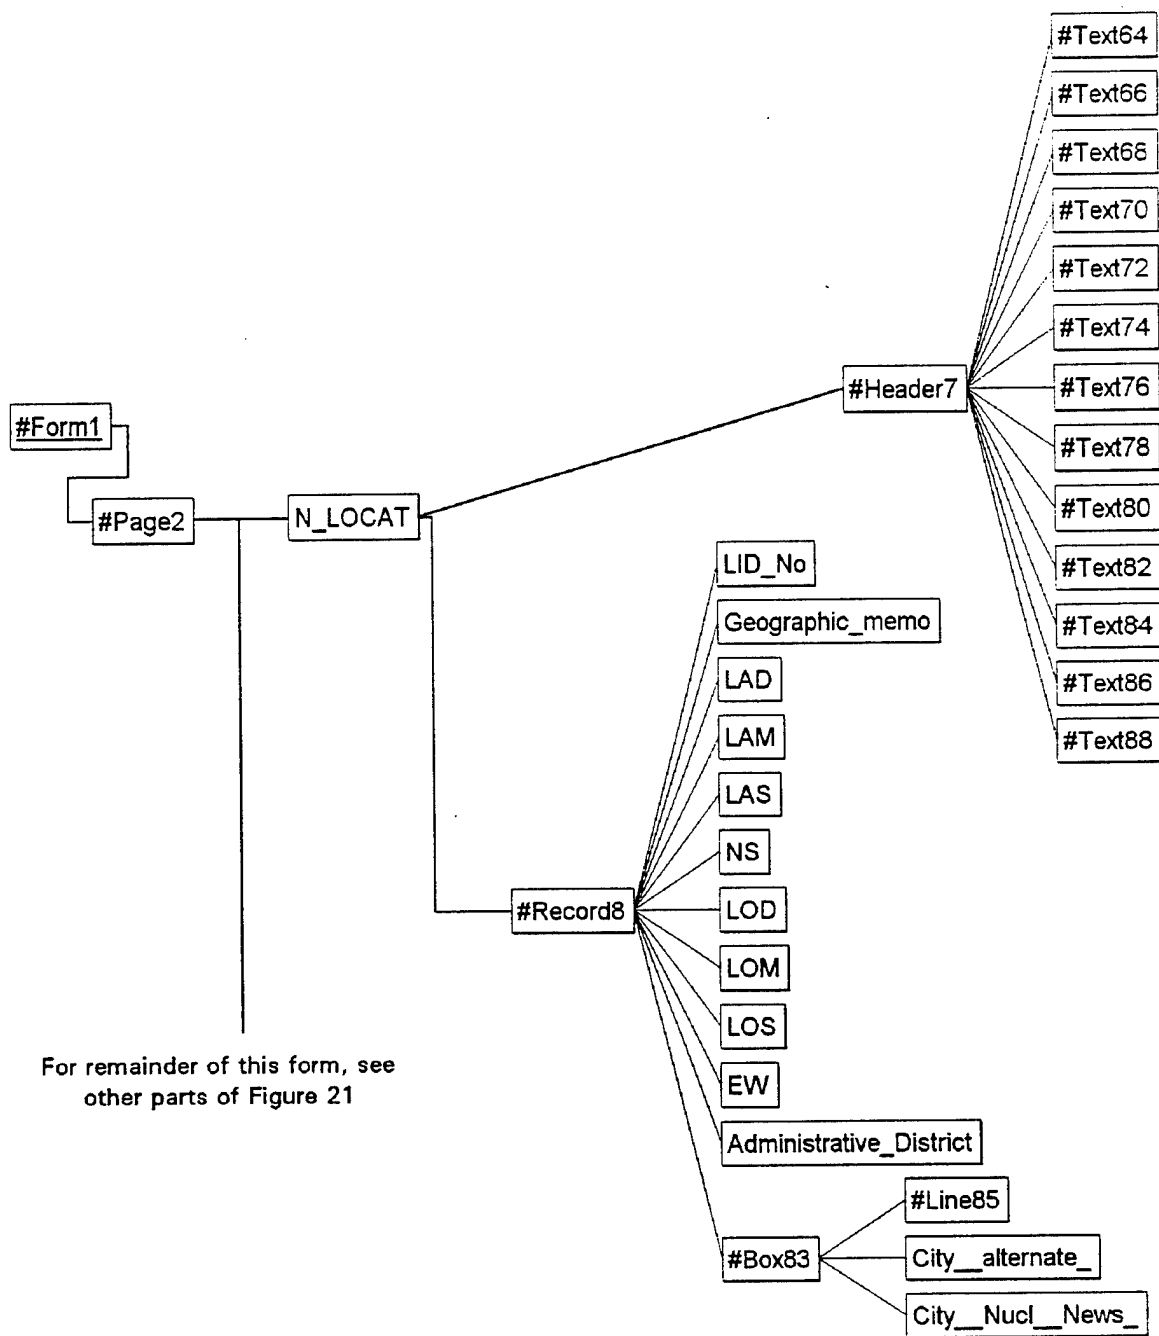 #Text64
#Text66
#Text68
#Text70
#Text72
#Text74
#Header7
#Text76
#Form1
#Text78
#Page2
N_LOCAT
#Text80
LID_No
#Text82
Geographic_memo
#Text84
LAD
#Text86
LAM
#Text88
LAS
NS
#Record8
LOD
LOM
LOS
For remainder of this form, see
other parts of Figure 21
EW
Administrative_District
#Line85
#Box83
City__alternate_
City__Nucl__News_